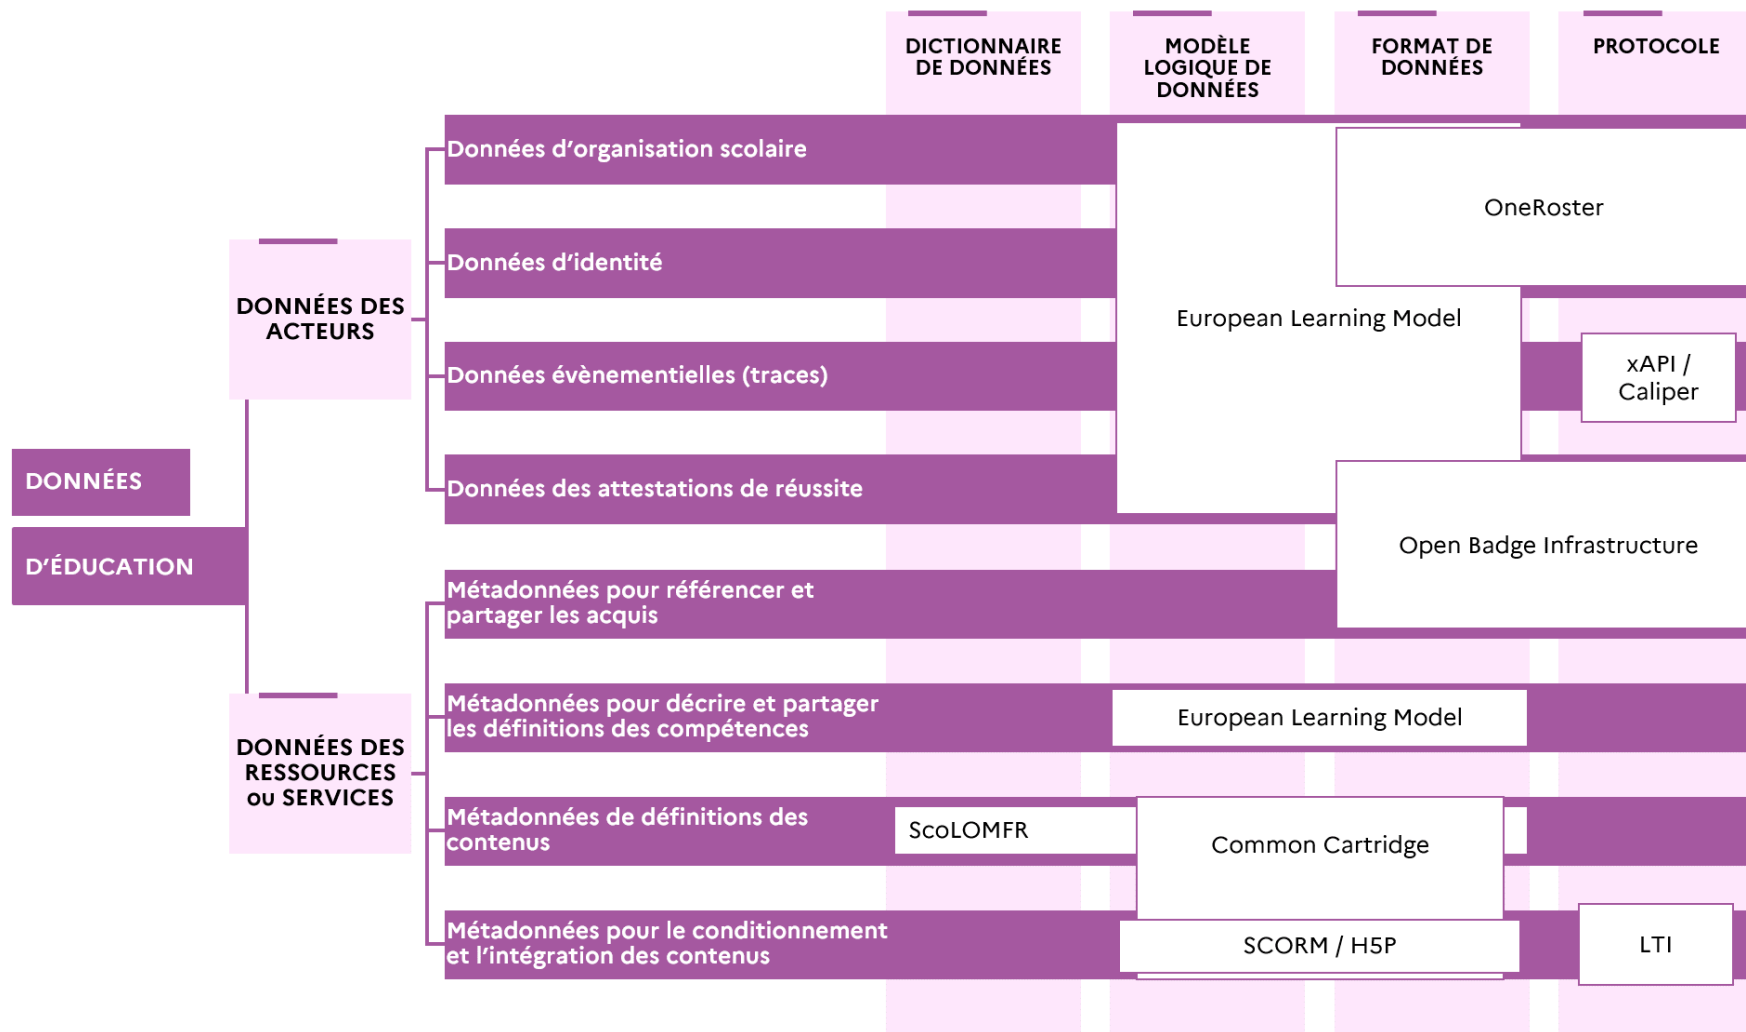 DICTIONNAIRE
DE DONNÉES
MODÈLE
LOGIQUE DE
DONNÉES
FORMAT DE
DONNÉES
PROTOCOLE
DONNÉES
D’ÉDUCATION
DONNÉES DES
ACTEURS
Données d’organisation scolaire
Données d’identité
Données évènementielles (traces)
Données des attestations de réussite
OneRoster
European Learning Model
xAPI /
Caliper
Open Badge Infrastructure
DONNÉES DES
RESSOURCES
ou SERVICES
Métadonnées pour référencer et
partager les acquis
Métadonnées pour décrire et partager
les définitions des compétences
European Learning Model
Métadonnées de définitions des
contenus
ScoLOMFR
Common Cartridge
Métadonnées pour le conditionnement
et l’intégration des contenus
SCORM / H5P
LTI